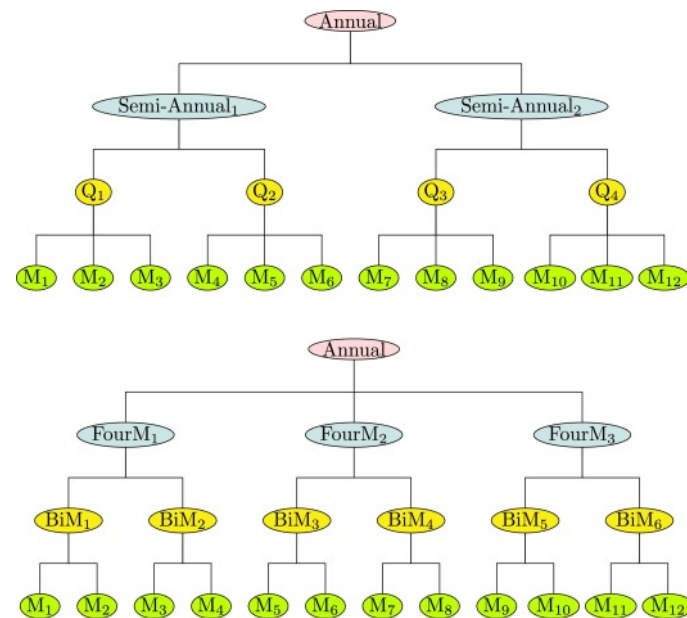 Annual
Semi-Annual₁ Semi-Annual₂
Q₁ Q₂ Q₃ Q₄
M₁ M₂ M₃ M₄ M₅ M₆ M₇ M₈ M₉ M₁₀ M₁₁ M₁₂
Annual
FourM₁ FourM₂ FourM₃
BiM₁ BiM₂ BiM₃ BiM₄ BiM₅ BiM₆
M₁ M₂ M₃ M₄ M₅ M₆ M₇ M₈ M₉ M₁₀ M₁₁ M₁₂